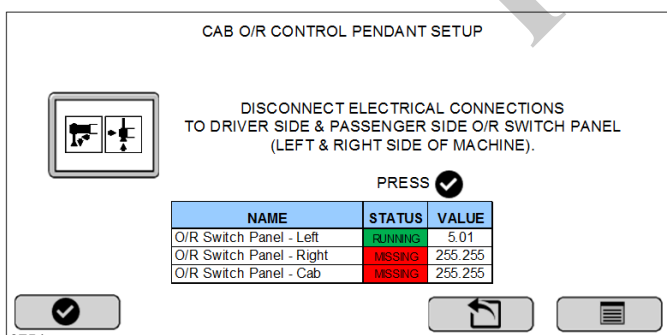 CAB O/R CONTROL PENDANT SETUP
DISCONNECT ELECTRICAL CONNECTIONS
TO DRIVER SIDE & PASSENGER SIDE O/R SWITCH PANEL
(LEFT & RIGHT SIDE OF MACHINE).
PRESS
NAME STATUS VALUE
O/R Switch Panel - Left RUNNING 5.01
O/R Switch Panel - Right MISSING 255.255
O/R Switch Panel - Cab MISSING 255.255